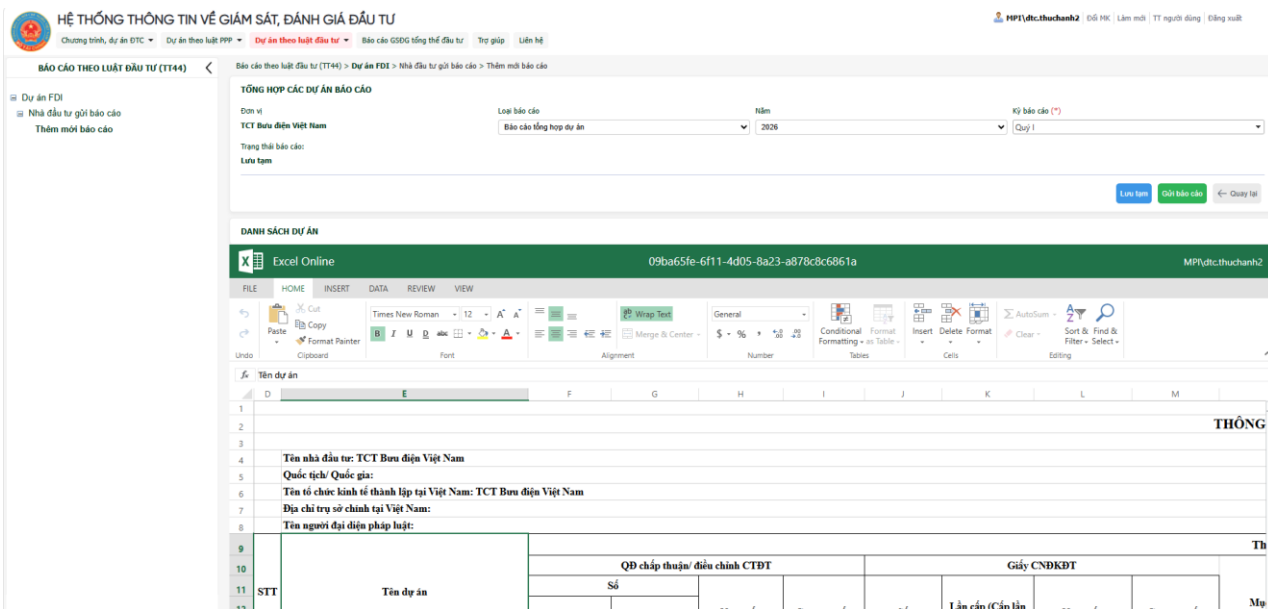 HỆ THỐNG THÔNG TIN VỀ GIÁM SÁT, ĐÁNH GIÁ ĐẦU TƯ
MPI\dtc.thuchanh2 Đổi MK Làm mới TT người dùng Đăng xuất
Chương trình, dự án ĐTC Dự án theo luật PPP Dự án theo luật đầu tư Báo cáo GSĐG tổng thể đầu tư Trợ giúp Liên hệ
BÁO CÁO THEO LUẬT ĐẦU TƯ (TT44)
Báo cáo theo luật đầu tư (TT44) > Dự án FDI > Nhà đầu tư gửi báo cáo > Thêm mới báo cáo
Dự án FDI
Nhà đầu tư gửi báo cáo
Thêm mới báo cáo
TỔNG HỢP CÁC DỰ ÁN BÁO CÁO
Đơn vị Loại báo cáo Năm Kỳ báo cáo (*)
TCT Bưu điện Việt Nam Báo cáo tổng hợp dự án 2026 Quý I
Trạng thái báo cáo:
Lưu tạm
Lưu tạm Gửi báo cáo Quay lại
DANH SÁCH DỰ ÁN
Excel Online 09ba65fe-6f11-4d05-8a23-a878c8c6861a MPI\dtc.thuchanh2
FILE HOME INSERT DATA REVIEW VIEW
Cut
Copy
Format Painter
Paste
Times New Roman 12 A A
B I U D abc A
Wrap Text
Merge & Center
General
$ % , .00 .0
Conditional Formatting Format as Table
Insert Delete Format
AutoSum
Clear
Sort & Filter Find & Select
Undo Clipboard Font Alignment Number Tables Cells Editing
fx Tên dự án
D E F G H I J K L M
1
2 THÔNG
3
4 Tên nhà đầu tư: TCT Bưu điện Việt Nam
5 Quốc tịch/ Quốc gia:
6 Tên tổ chức kinh tế thành lập tại Việt Nam: TCT Bưu điện Việt Nam
7 Địa chỉ trụ sở chính tại Việt Nam:
8 Tên người đại diện pháp luật:
9 Th
10 QĐ chấp thuận/ điều chỉnh CTĐT Giấy CNĐKĐT
11 STT Tên dự án Số
12 Lần cấp (Cấp lần Mụ